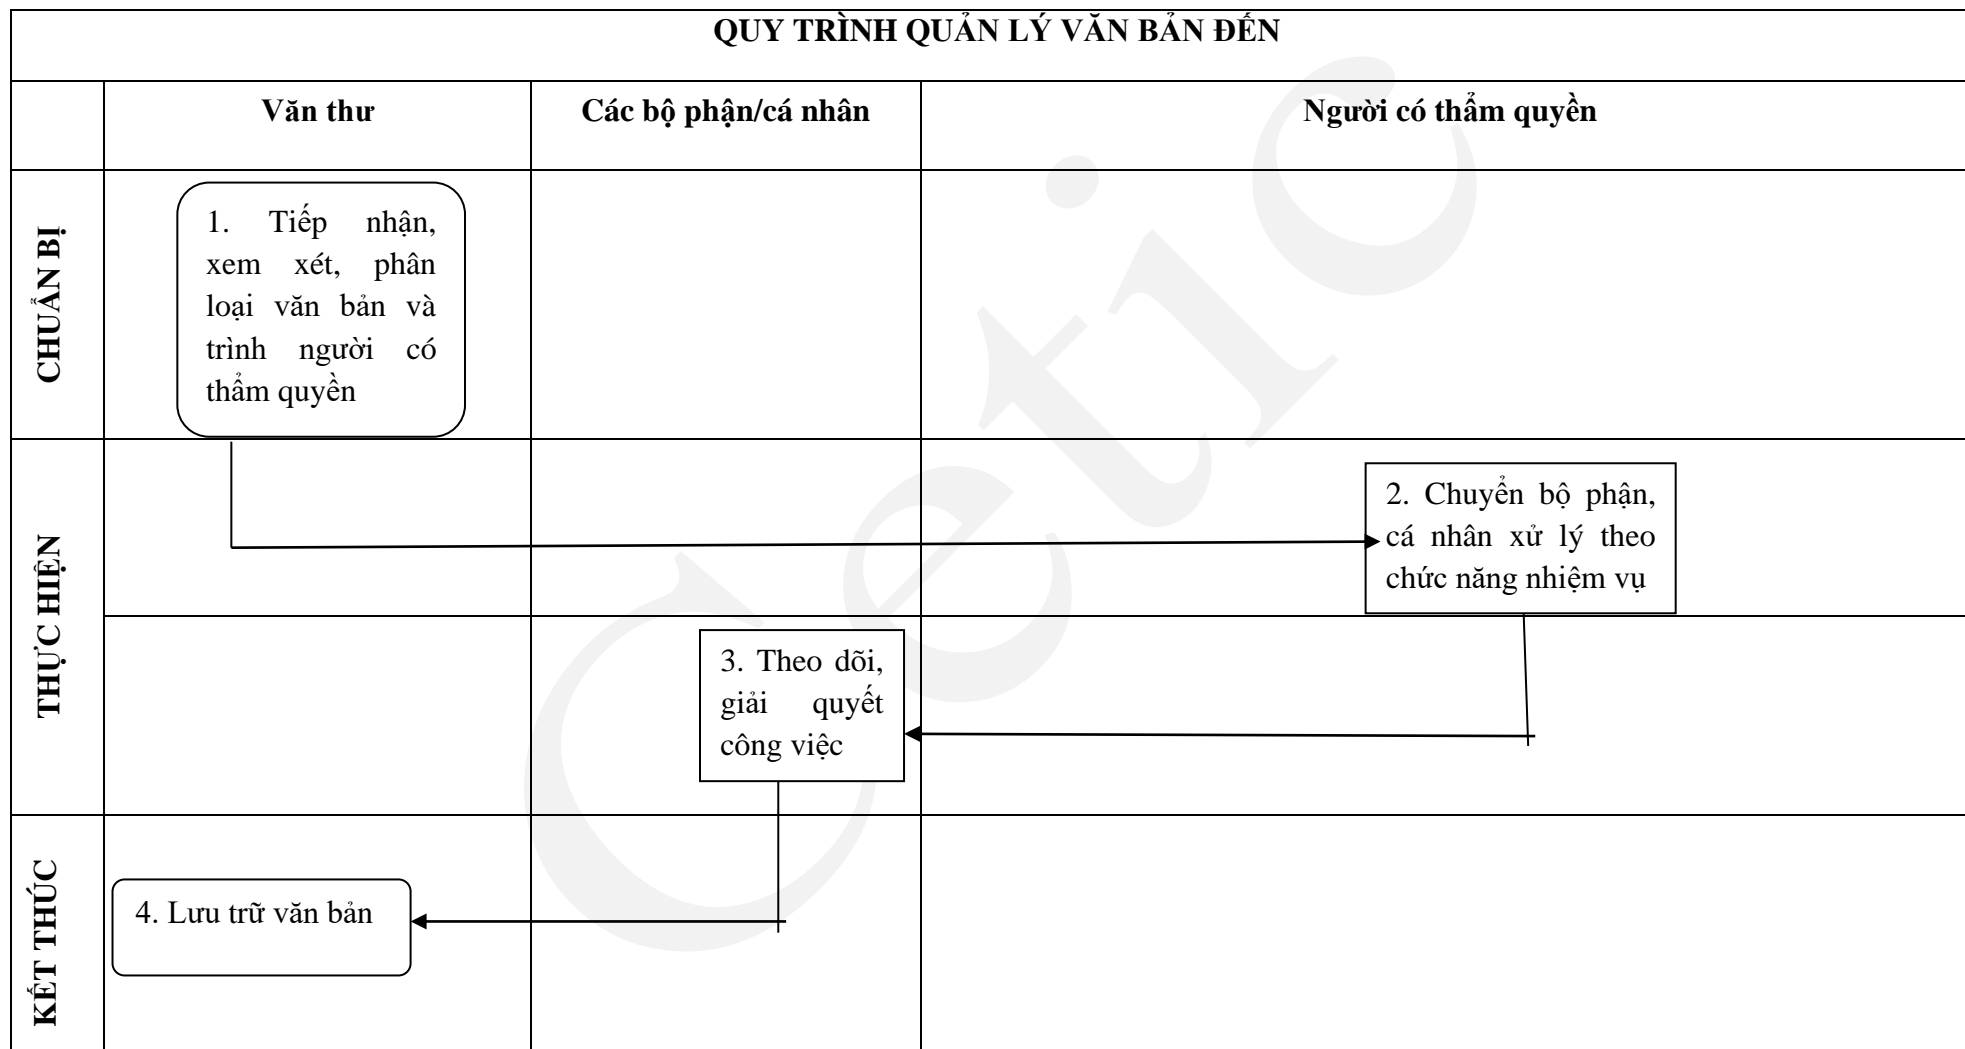 QUY TRÌNH QUẢN LÝ VĂN BẢN ĐẾN
Văn thư
Các bộ phận/cá nhân
Người có thẩm quyền
CHUẨN BỊ
1. Tiếp nhận,
xem xét, phân
loại văn bản và
trình người có
thẩm quyền
THỰC HIỆN
2. Chuyển bộ phận,
cá nhân xử lý theo
chức năng nhiệm vụ
3. Theo dõi,
giải quyết
công việc
KẾT THÚC
4. Lưu trữ văn bản
Cetic